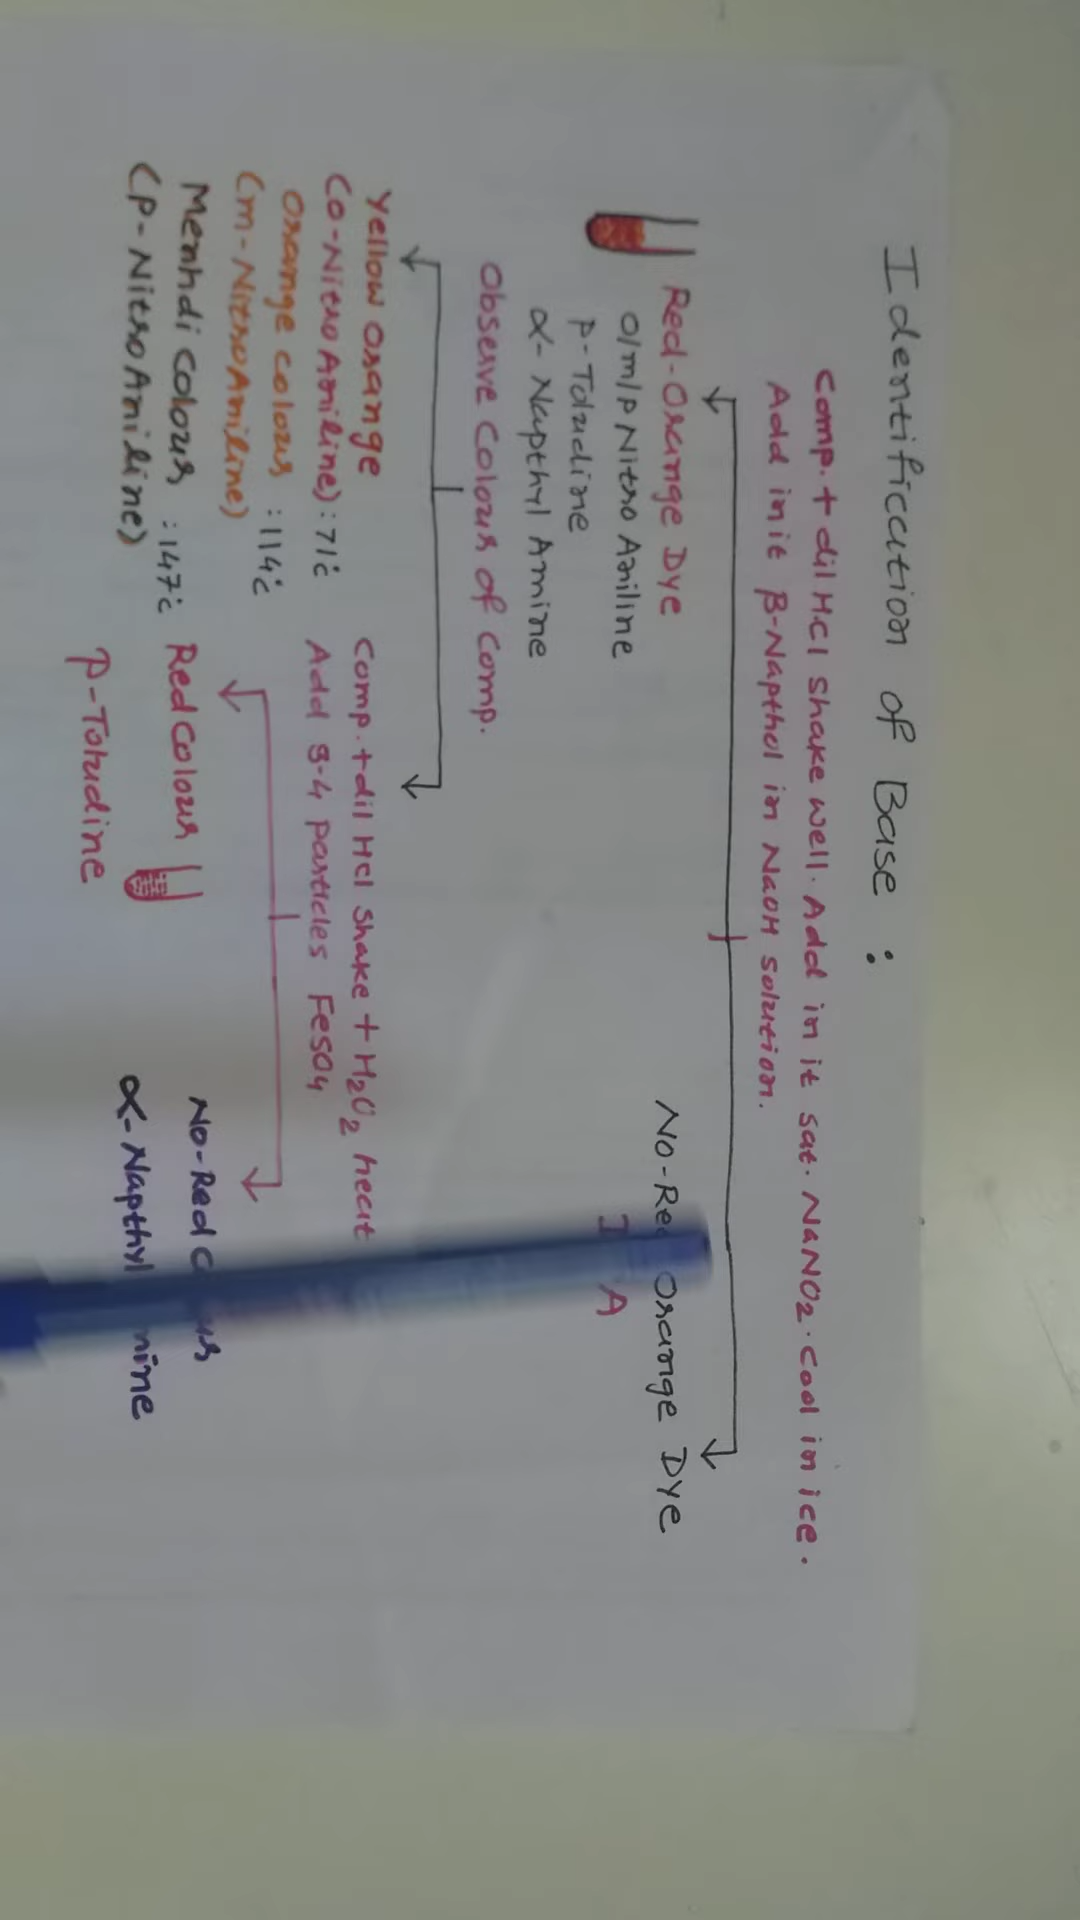 Identification of Base :
Comp. + dil HCl shake well. Add in it sat. NaNO2. Cool in ice.
Add in it β-Napthol in NaOH solution.
Red-Orange Dye
No-Re Orange Dye
o/m/p Nitro Aniline
A
P-Toludine
α- Napthyl Amine
Observe Colour of Comp.
Yellow Orange
(o-Nitro Aniline) : 71°c
Orange colour : 114°c
(m-Nitro Aniline)
Menhdi Colour : 147°c
(p-Nitro Aniline)
Comp. + dil HCl shake + H2O2 heat
Add 3-4 particles FeSO4
Red Colour
P-Toludine
No-Red
α-Napthyl